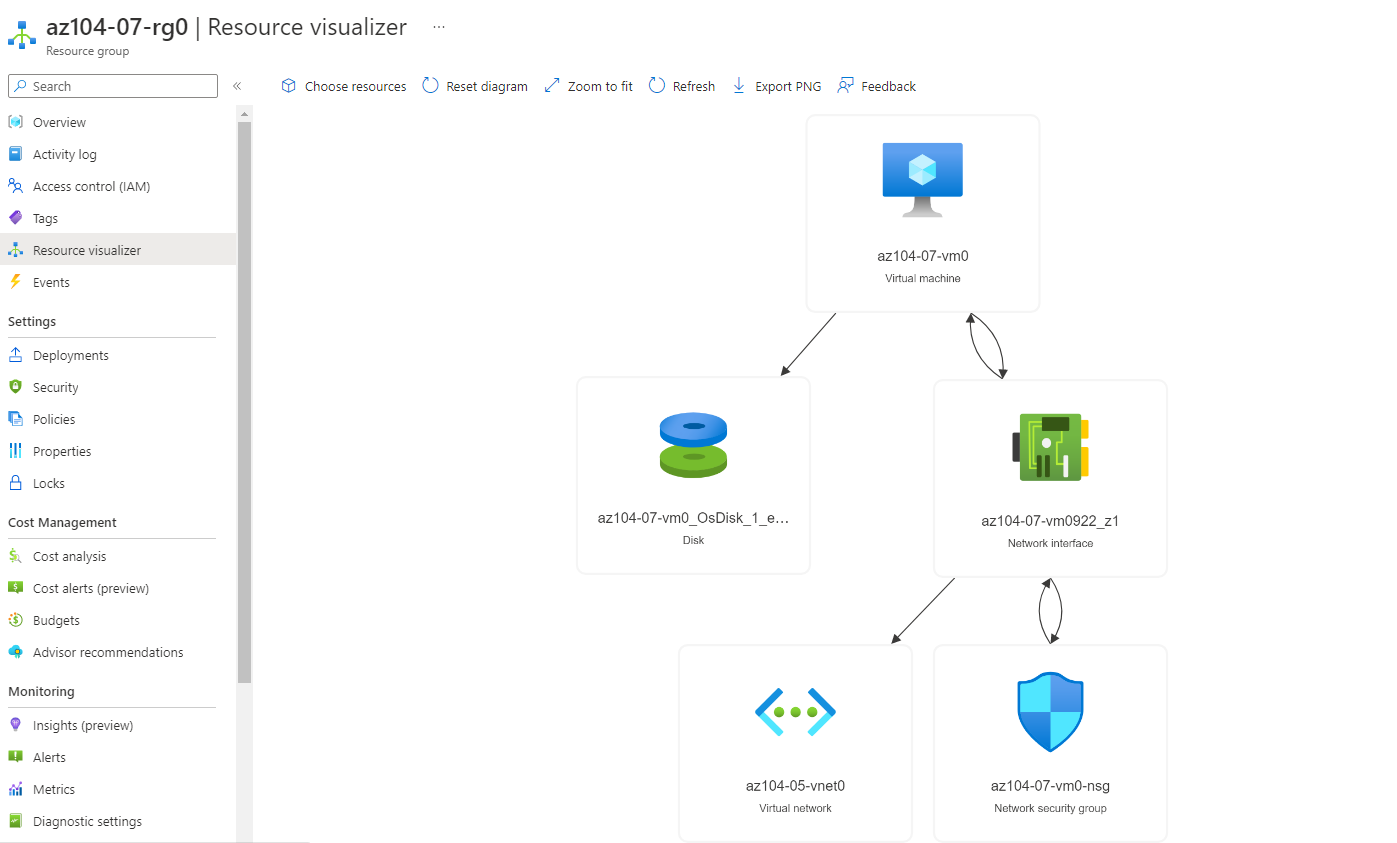 az104-07-rg0 | Resource visualizer ...
Resource group
Search «
Choose resources Reset diagram Zoom to fit Refresh Export PNG Feedback
Overview
Activity log
Access control (IAM)
Tags
Resource visualizer
Events
Settings
Deployments
Security
Policies
Properties
Locks
Cost Management
Cost analysis
Cost alerts (preview)
Budgets
Advisor recommendations
Monitoring
Insights (preview)
Alerts
Metrics
Diagnostic settings
az104-07-vm0
Virtual machine
az104-07-vm0_OsDisk_1_e...
Disk
az104-07-vm0922_z1
Network interface
az104-05-vnet0
Virtual network
az104-07-vm0-nsg
Network security group